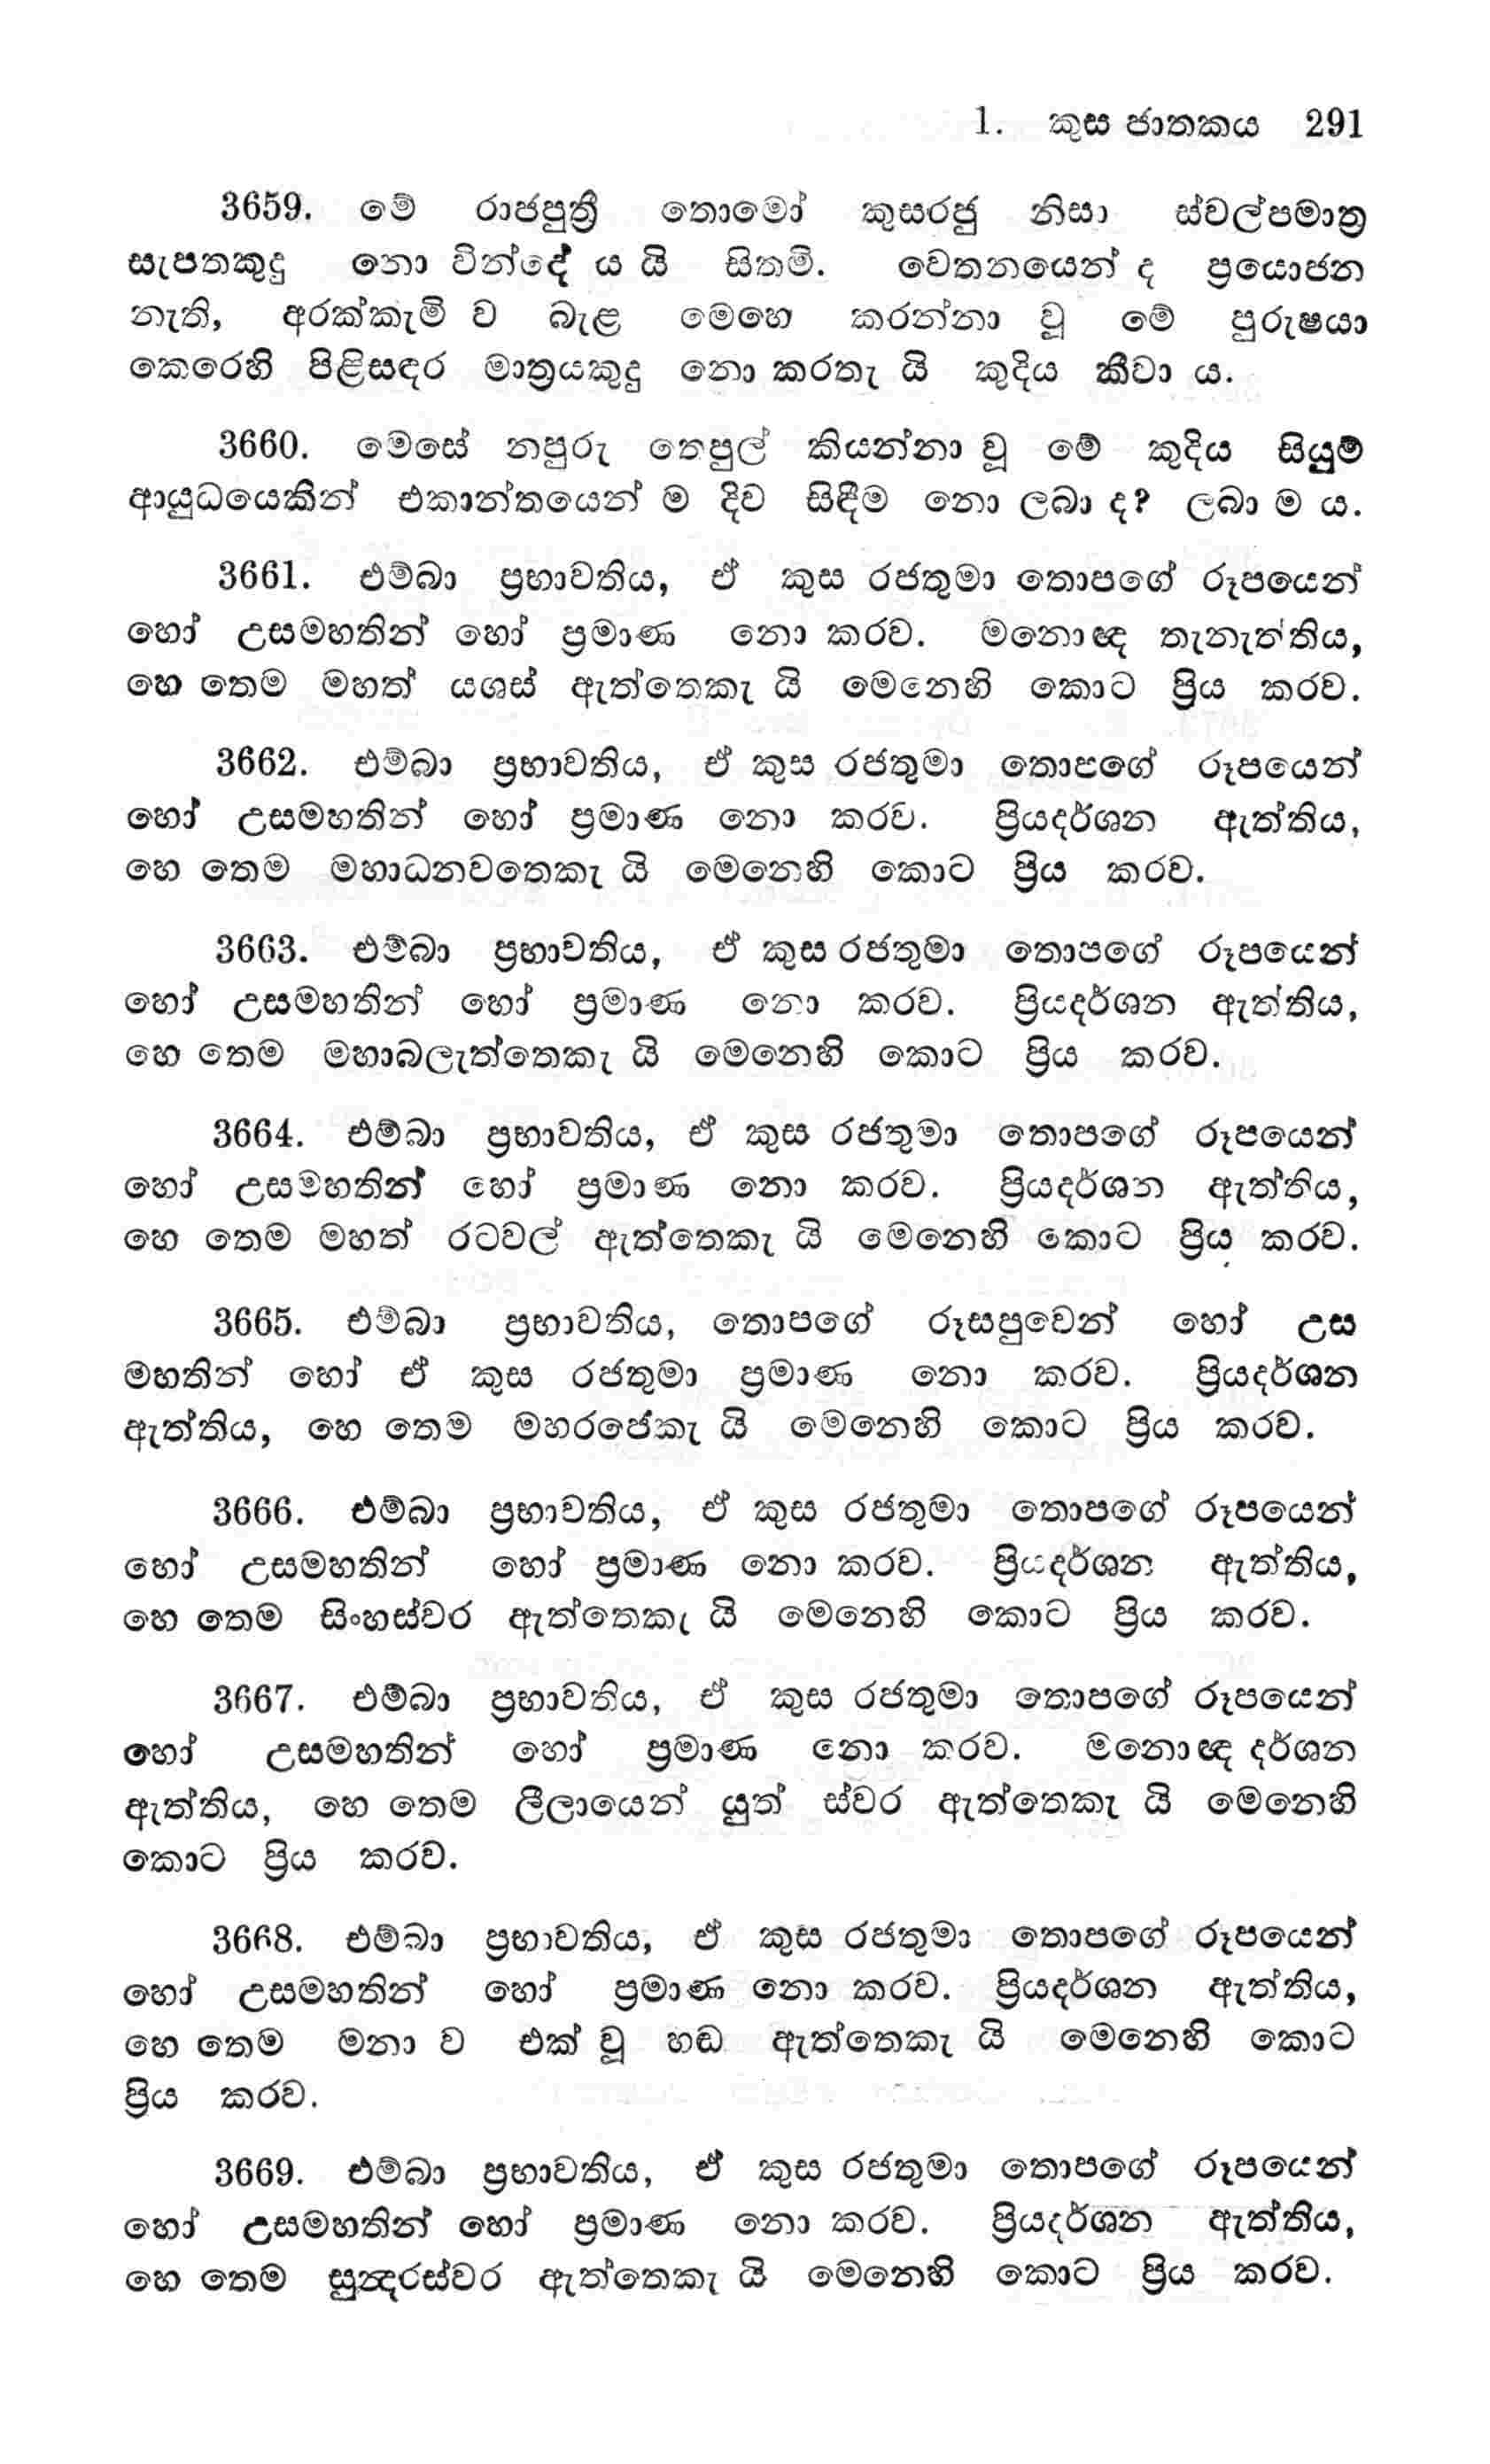 1. කුස ජාතකය 291
3659. මේ රාජපුත්‍රී තොමෝ කුසරජු නිසා ස්වල්පමාත්‍ර
සැපතකුදු නො වින්දේ ය යි සිතමි. වෙතනයෙන් ද ප්‍රයොජන
නැති, අරක්කැමි ව බැළ මෙහෙ කරන්නා වූ මේ පුරුෂයා
කෙරෙහි පිළිසඳර මාත්‍රයකුදු නො කරතැ යි කුදිය කීවා ය.
3660. මෙසේ නපුරු තෙපුල් කියන්නා වූ මේ කුදිය සියුම්
ආයුධයෙකින් එකාන්තයෙන් ම දිව සිඳීම නො ලබා ද? ලබා ම ය.
3661. එම්බා ප්‍රභාවතිය, ඒ කුස රජතුමා තොපගේ රූපයෙන්
හෝ උසමහතින් හෝ ප්‍රමාණ නො කරව. මනොඥ තැනැත්තිය,
හෙ තෙම මහත් යශස් ඇත්තෙකැ යි මෙනෙහි කොට ප්‍රිය කරව.
3662. එම්බා ප්‍රභාවතිය, ඒ කුස රජතුමා තොපගේ රූපයෙන්
හෝ උසමහතින් හෝ ප්‍රමාණ නො කරව. ප්‍රියදර්ශන ඇත්තිය,
හෙ තෙම මහාධනවතෙකැ යි මෙනෙහි කොට ප්‍රිය කරව.
3663. එම්බා ප්‍රභාවතිය, ඒ කුස රජතුමා තොපගේ රූපයෙන්
හෝ උසමහතින් හෝ ප්‍රමාණ නො කරව. ප්‍රියදර්ශන ඇත්තිය,
හෙ තෙම මහාබලැත්තෙකැ යි මෙනෙහි කොට ප්‍රිය කරව.
3664. එම්බා ප්‍රභාවතිය, ඒ කුස රජතුමා තොපගේ රූපයෙන්
හෝ උසමහතින් හෝ ප්‍රමාණ නො කරව. ප්‍රියදර්ශන ඇත්තිය,
හෙ තෙම මහත් රටවල් ඇත්තෙකැ යි මෙනෙහි කොට ප්‍රිය කරව.
3665. එම්බා ප්‍රභාවතිය, තොපගේ රූසපුවෙන් හෝ උස
මහතින් හෝ ඒ කුස රජතුමා ප්‍රමාණ නො කරව. ප්‍රියදර්ශන
ඇත්තිය, හෙ තෙම මහරජෙකැ යි මෙනෙහි කොට ප්‍රිය කරව.
3666. එම්බා ප්‍රභාවතිය, ඒ කුස රජතුමා තොපගේ රූපයෙන්
හෝ උසමහතින් හෝ ප්‍රමාණ නො කරව. ප්‍රියදර්ශන ඇත්තිය,
හෙ තෙම සිංහස්වර ඇත්තෙකැ යි මෙනෙහි කොට ප්‍රිය කරව.
3667. එම්බා ප්‍රභාවතිය, ඒ කුස රජතුමා තොපගේ රූපයෙන්
හෝ උසමහතින් හෝ ප්‍රමාණ නො කරව. මනොඥ දර්ශන
ඇත්තිය, හෙ තෙම ලීලායෙන් යුත් ස්වර ඇත්තෙකැ යි මෙනෙහි
කොට ප්‍රිය කරව.
3668. එම්බා ප්‍රභාවතිය, ඒ කුස රජතුමා තොපගේ රූපයෙන්
හෝ උසමහතින් හෝ ප්‍රමාණ නො කරව. ප්‍රියදර්ශන ඇත්තිය,
හෙ තෙම මනා ව එක් වූ හඬ ඇත්තෙකැ යි මෙනෙහි කොට
ප්‍රිය කරව.
3669. එම්බා ප්‍රභාවතිය, ඒ කුස රජතුමා තොපගේ රූපයෙන්
හෝ උසමහතින් හෝ ප්‍රමාණ නො කරව. ප්‍රියදර්ශන ඇත්තිය,
හෙ තෙම සුන්‍දරස්වර ඇත්තෙකැ යි මෙනෙහි කොට ප්‍රිය කරව.